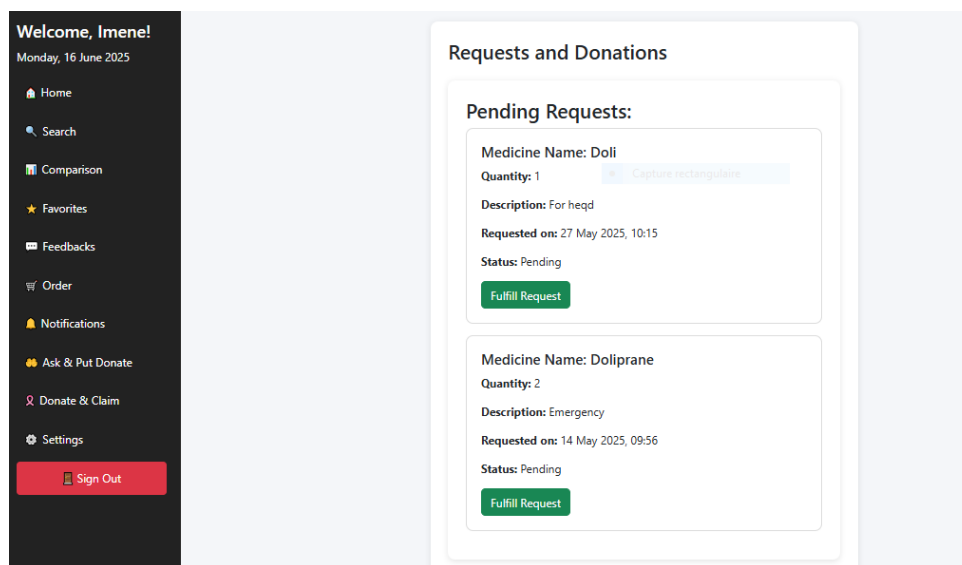 Welcome, Imene!
Monday, 16 June 2025
Home
Search
Comparison
Favorites
Feedbacks
Order
Notifications
Ask & Put Donate
Donate & Claim
Settings
Sign Out
Requests and Donations
Pending Requests:
Medicine Name: Doli
Quantity: 1
Capture rectangulaire
Description: For heqd
Requested on: 27 May 2025, 10:15
Status: Pending
Fulfill Request
Medicine Name: Doliprane
Quantity: 2
Description: Emergency
Requested on: 14 May 2025, 09:56
Status: Pending
Fulfill Request